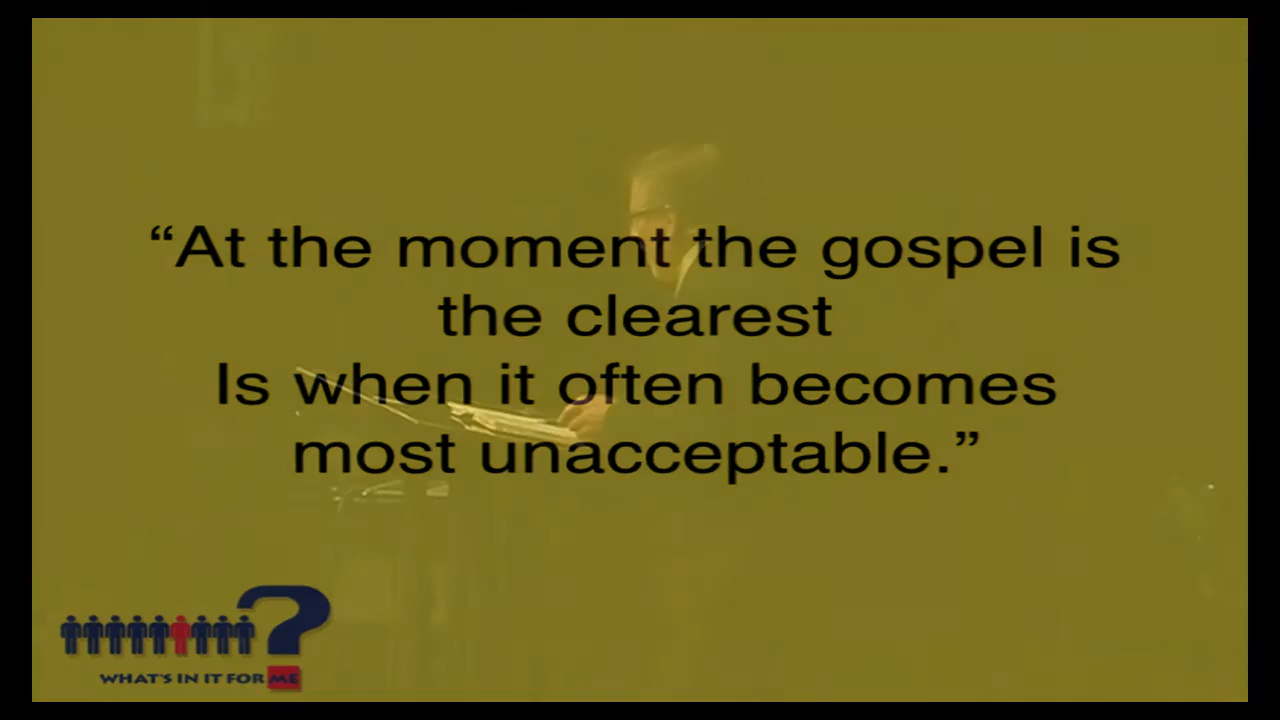 “At the moment the gospel is
the clearest
Is when it often becomes
most unacceptable.”
?
WHAT'S IN IT FOR ME